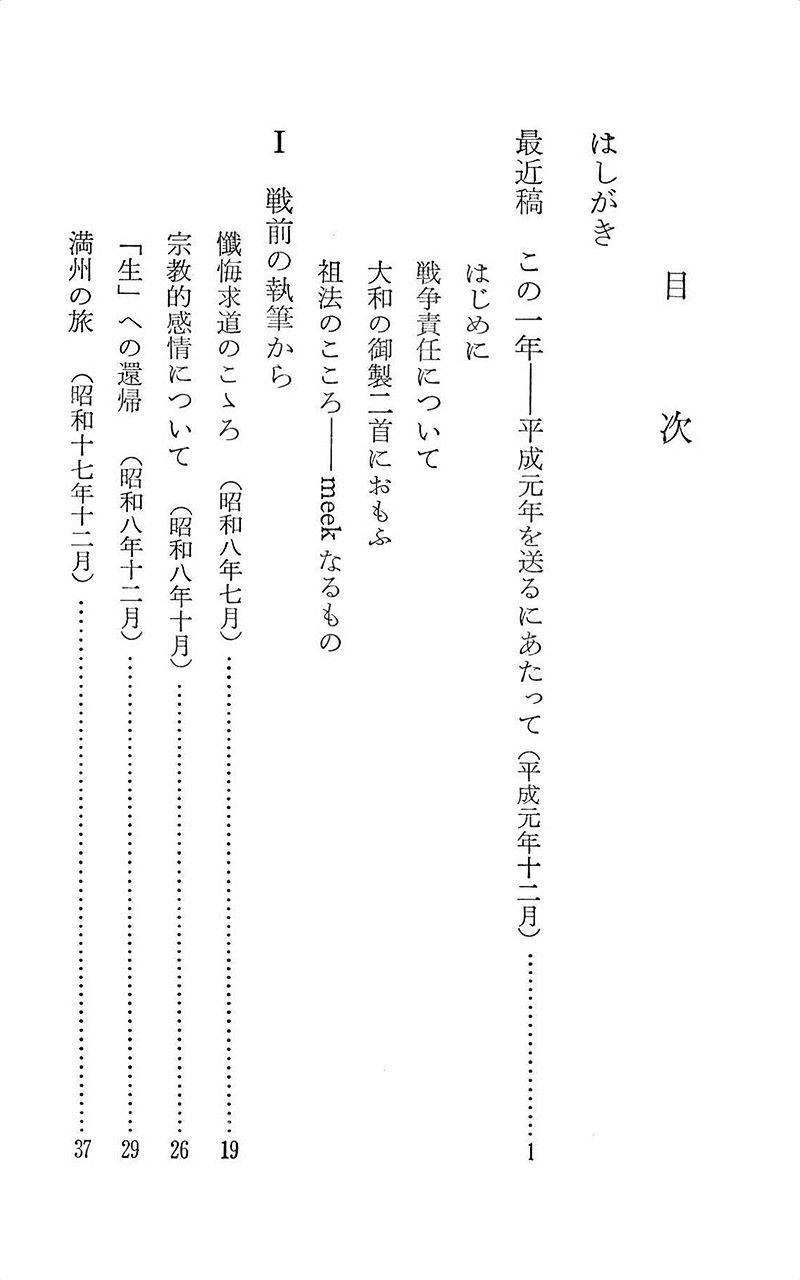 目次
はしがき
最近稿　この一年――平成元年を送るにあたって（平成元年十二月）……………1
はじめに
戦争責任について
大和の御製二首におもふ
祖法のこころ――meekなるもの
I　戦前の執筆から
懺悔求道のこゝろ　（昭和八年七月）……………19
宗教的感情について　（昭和八年十月）……………26
「生」への還帰　（昭和八年十二月）……………29
満州の旅　（昭和十七年十二月）……………37